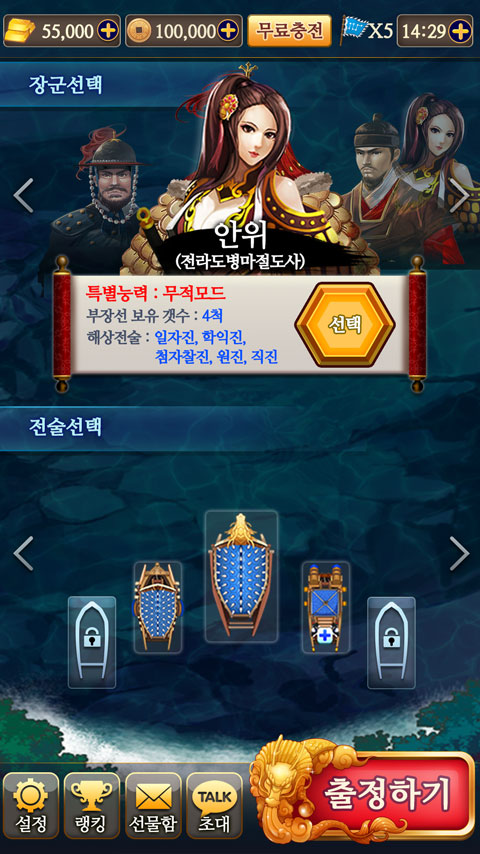 55,000
100,000
무료충전
X5
14:29
장군선택
안위
(전라도병마절도사)
특별능력 : 무적모드
부장선 보유 갯수 : 4척
해상전술 : 일자진, 학익진,
첨자찰진, 원진, 직진
선택
전술선택
설정
랭킹
선물함
TALK
초대
출정하기